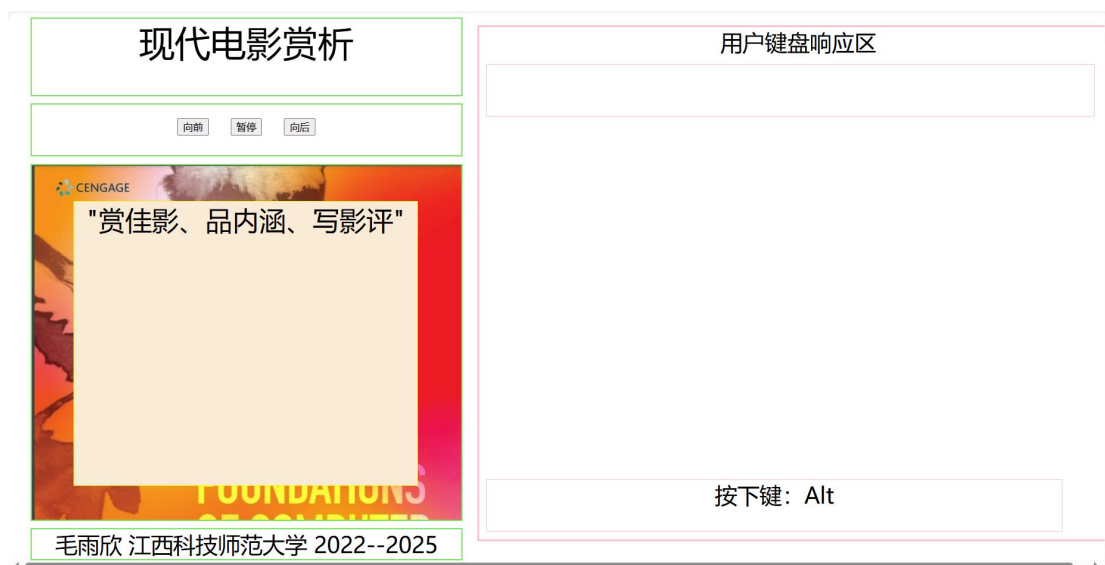 现代电影赏析
向前 暂停 向后
CENGAGE
"赏佳影、品内涵、写影评"
FOUNDATIONS
OF COMPUTER
毛雨欣 江西科技师范大学 2022--2025
用户键盘响应区
按下键：Alt